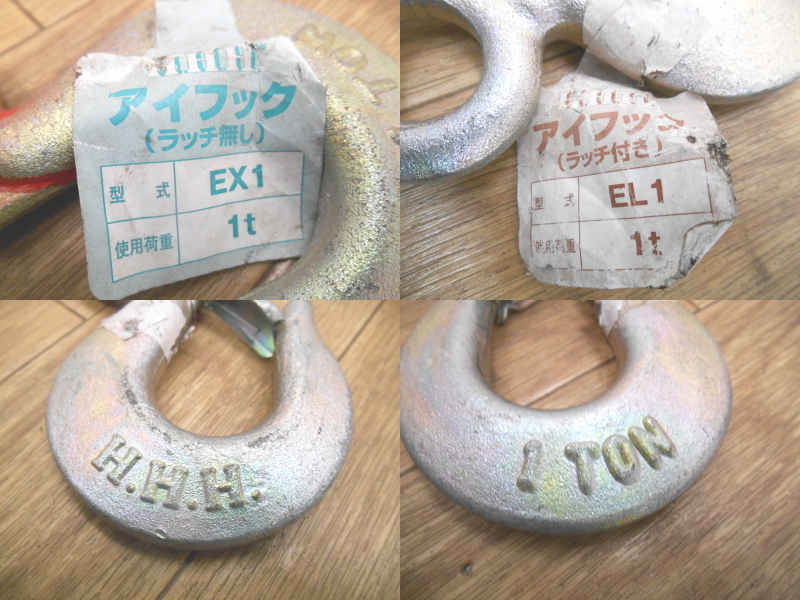 アイフック
(ラッチ無し)
型 式 EX1
使用荷重 1t
アイフック
(ラッチ付き)
型 式 EL1
使用荷重 1t
H.H.H.
1 TON